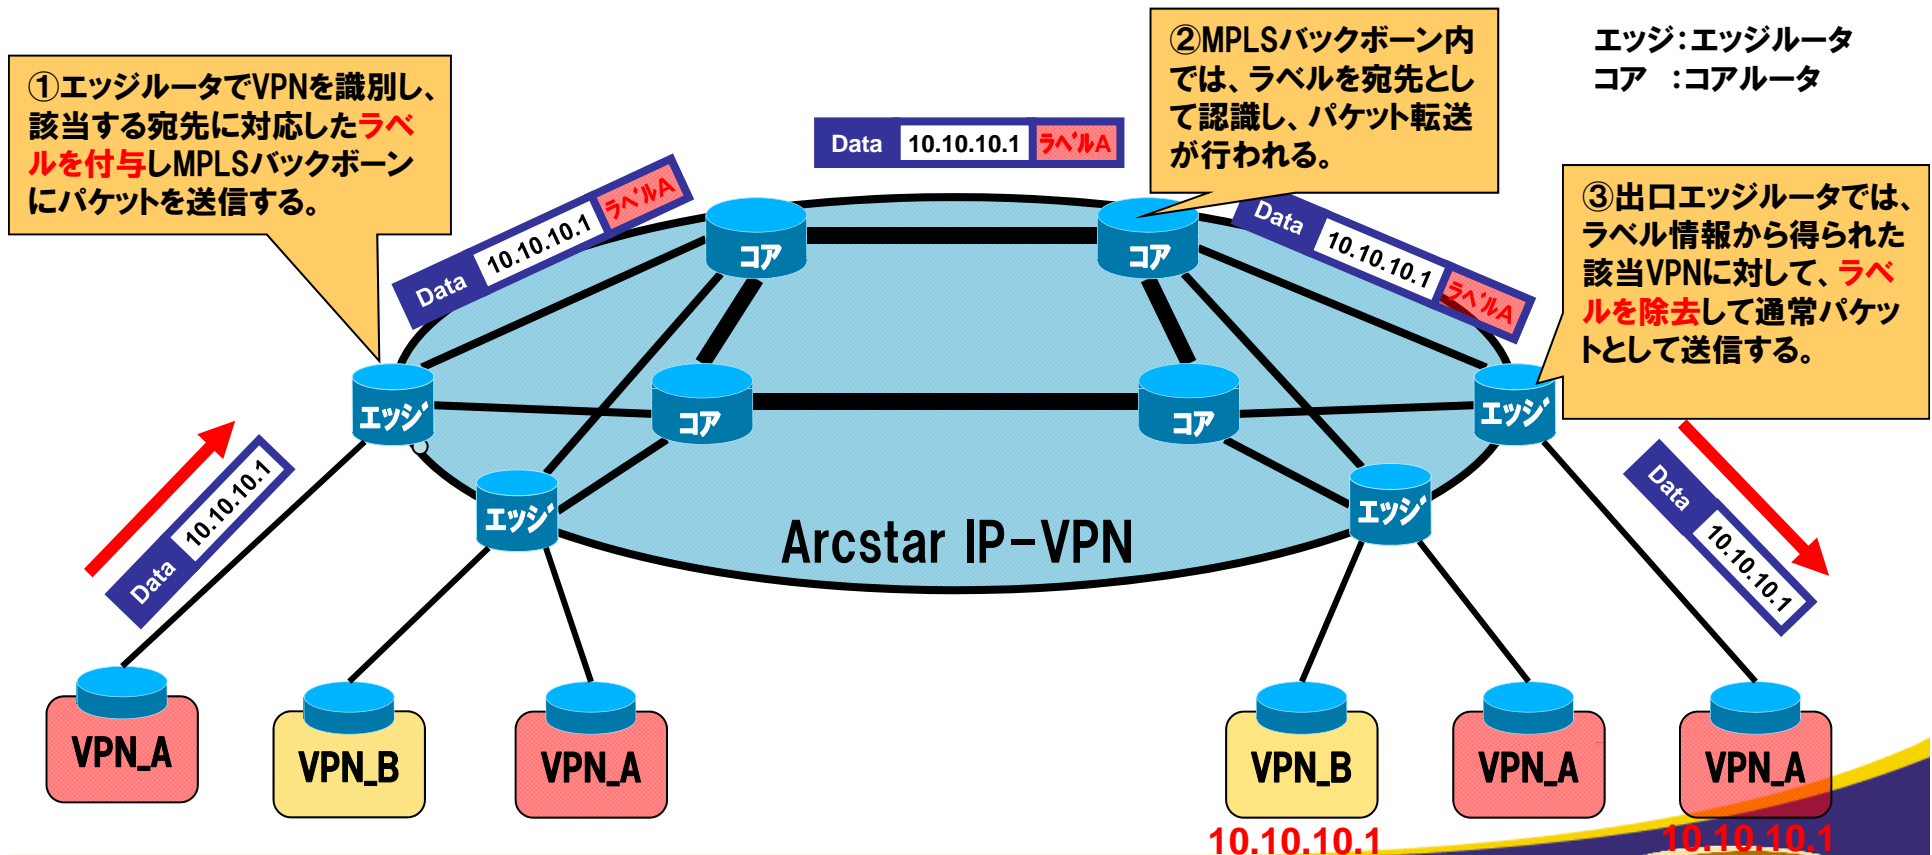 ①エッジルータでVPNを識別し、
該当する宛先に対応したラベ
ルを付与しMPLSバックボーン
にパケットを送信する。
②MPLSバックボーン内
では、ラベルを宛先とし
て認識し、パケット転送
が行われる。
エッジ：エッジルータ
コア　：コアルータ
③出口エッジルータでは、
ラベル情報から得られた
該当VPNに対して、ラベ
ルを除去して通常パケッ
トとして送信する。
Data 10.10.10.1 ラベルA
Data 10.10.10.1 ラベルA
Data 10.10.10.1 ラベルA
コア
コア
エッジ
コア
コア
エッジ
Data 10.10.10.1
Data 10.10.10.1
エッジ
エッジ
Arcstar IP-VPN
VPN_A
VPN_B
VPN_A
VPN_B
VPN_A
VPN_A
10.10.10.1
10.10.10.1